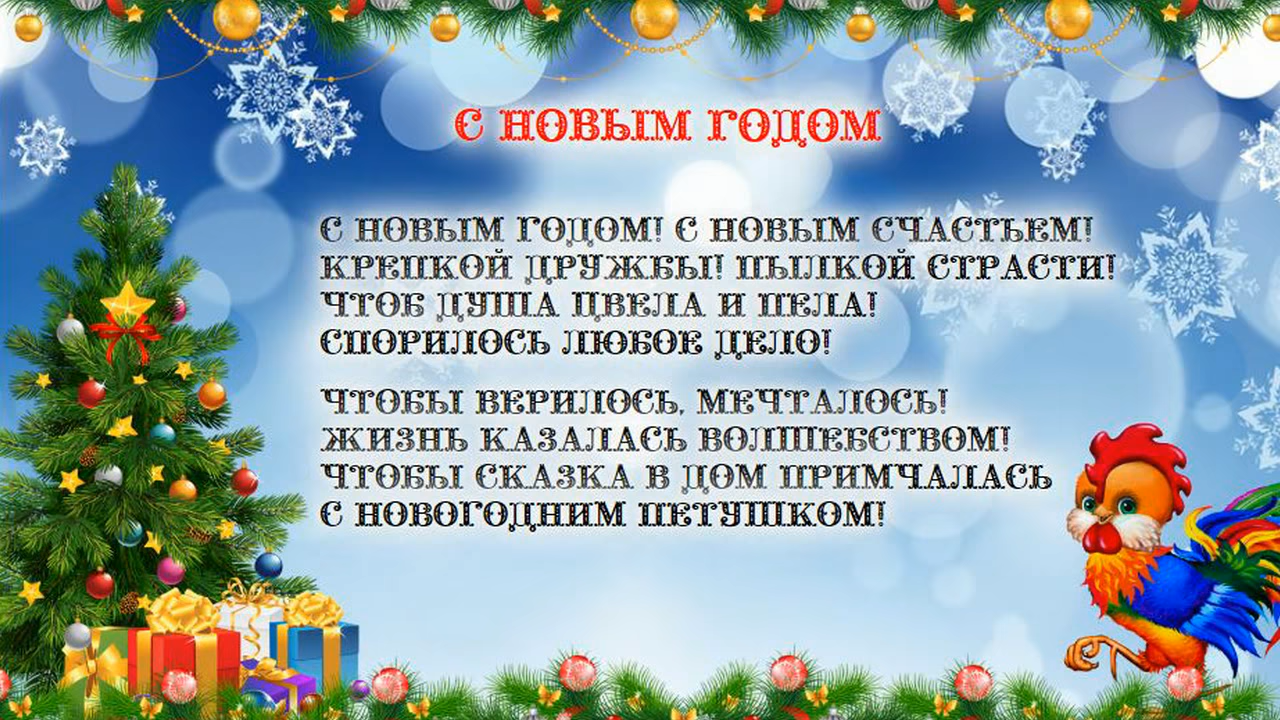 С НОВЫМ ГОДОМ
С НОВЫМ ГОДОМ! С НОВЫМ СЧАСТЬЕМ!
КРЕПКОЙ ДРУЖБЫ! ПЫЛКОЙ СТРАСТИ!
ЧТОБ ДУША ЦВЕЛА И ПЕЛА!
СПОРИЛОСЬ ЛЮБОЕ ДЕЛО!
ЧТОБЫ ВЕРИЛОСЬ, МЕЧТАЛОСЬ!
ЖИЗНЬ КАЗАЛАСЬ ВОЛШЕБСТВОМ!
ЧТОБЫ СКАЗКА В ДОМ ПРИМЧАЛАСЬ
С НОВОГОДНИМ ПЕТУШКОМ!